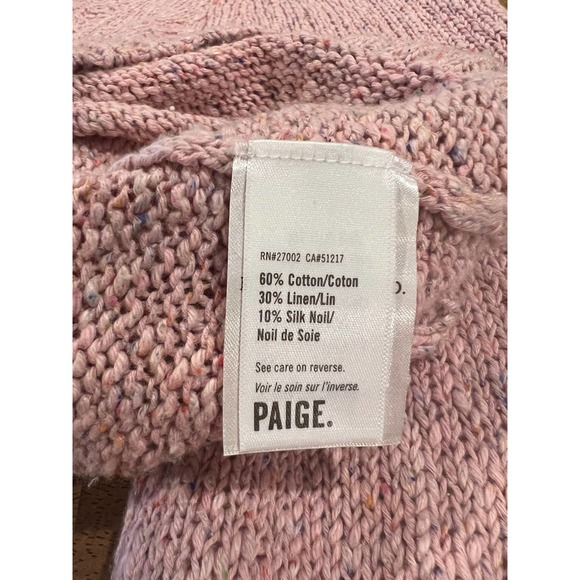 RN#27002 CA#51217
60% Cotton/Coton
30% Linen/Lin
10% Silk Noil/
Noil de Soie
See care on reverse.
Voir le soin sur l'inverse.
PAIGE.